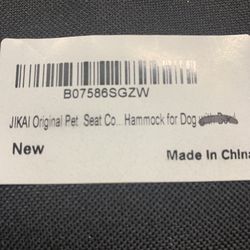 B07586SGZW
JIKAI Original Pet Seat Co...Hammock for Dog
New
Made In China